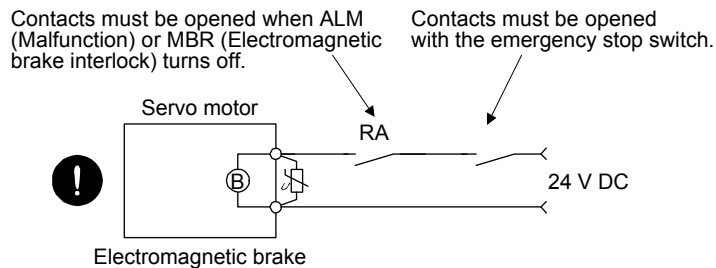 Contacts must be opened when ALM
(Malfunction) or MBR (Electromagnetic
brake interlock) turns off.
Contacts must be opened
with the emergency stop switch.
Servo motor
RA
B
U
24 V DC
Electromagnetic brake